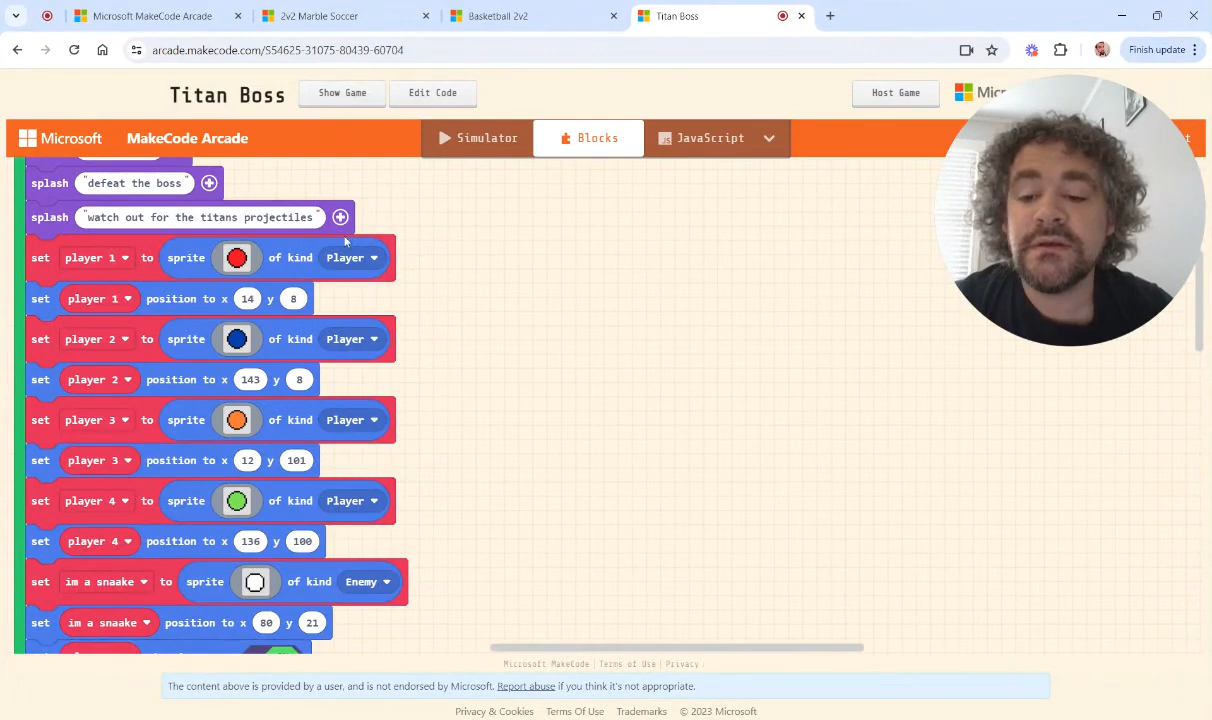 Microsoft MakeCode Arcade
2v2 Marble Soccer
Basketball 2v2
Titan Boss
arcade.makecode.com/S54625-31075-80439-60704
Finish update
Titan Boss
Show Game
Edit Code
Host Game
Microsoft
MakeCode Arcade
Simulator
Blocks
JavaScript
splash "defeat the boss"
splash "watch out for the titans projectiles"
set player 1 to sprite of kind Player
set player 1 position to x 14 y 8
set player 2 to sprite of kind Player
set player 2 position to x 143 y 8
set player 3 to sprite of kind Player
set player 3 position to x 12 y 101
set player 4 to sprite of kind Player
set player 4 position to x 136 y 100
set im a snaake to sprite of kind Enemy
set im a snaake position to x 80 y 21
Microsoft MakeCode | Terms of Use | Privacy
The content above is provided by a user, and is not endorsed by Microsoft. Report abuse if you think it's not appropriate.
Privacy & Cookies Terms Of Use Trademarks © 2023 Microsoft